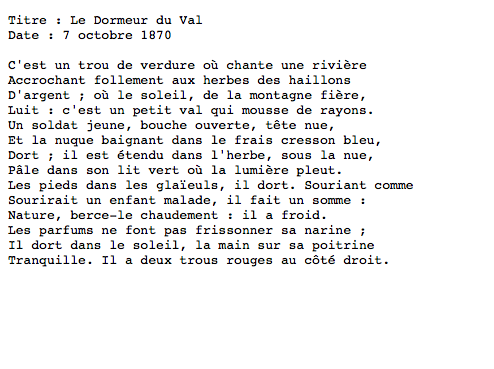 Titre : Le Dormeur du Val
Date : 7 octobre 1870

C'est un trou de verdure où chante une rivière
Accrochant follement aux herbes des haillons
D'argent ; où le soleil, de la montagne fière,
Luit : c'est un petit val qui mousse de rayons.
Un soldat jeune, bouche ouverte, tête nue,
Et la nuque baignant dans le frais cresson bleu,
Dort ; il est étendu dans l'herbe, sous la nue,
Pâle dans son lit vert où la lumière pleut.
Les pieds dans les glaïeuls, il dort. Souriant comme
Sourirait un enfant malade, il fait un somme :
Nature, berce-le chaudement : il a froid.
Les parfums ne font pas frissonner sa narine ;
Il dort dans le soleil, la main sur sa poitrine
Tranquille. Il a deux trous rouges au côté droit.